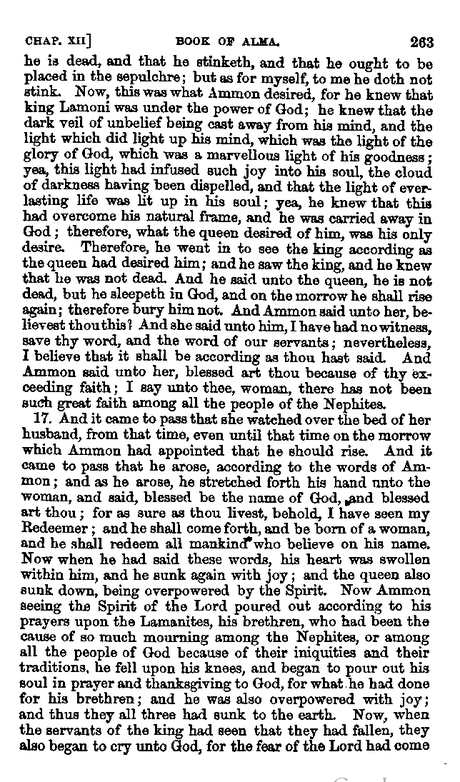 CHAP. XII] BOOK OF ALMA. 263
he is dead, and that he stinketh, and that he ought to be
placed in the sepulchre; but as for myself, to me he doth not
stink. Now, this was what Ammon desired, for he knew that
king Lamoni was under the power of God; he knew that the
dark veil of unbelief being cast away from his mind, and the
light which did light up his mind, which was the light of the
glory of God, which was a marvellous light of his goodness;
yea, this light had infused such joy into his soul, the cloud
of darkness having been dispelled, and that the light of ever-
lasting life was lit up in his soul; yea, he knew that this
had overcome his natural frame, and he was carried away in
God; therefore, what the queen desired of him, was his only
desire. Therefore, he went in to see the king according as
the queen had desired him; and he saw the king, and he knew
that he was not dead. And he said unto the queen, he is not
dead, but he sleepeth in God, and on the morrow he shall rise
again; therefore bury him not. And Ammon said unto her, be-
lievest thou this? And she said unto him, I have had no witness,
save thy word, and the word of our servants; nevertheless,
I believe that it shall be according as thou hast said. And
Ammon said unto her, blessed art thou because of thy ex-
ceeding faith; I say unto thee, woman, there has not been
such great faith among all the people of the Nephites.
17. And it came to pass that she watched over the bed of her
husband, from that time, even until that time on the morrow
which Ammon had appointed that he should rise. And it
came to pass that he arose, according to the words of Am-
mon; and as he arose, he stretched forth his hand unto the
woman, and said, blessed be the name of God, and blessed
art thou; for as sure as thou livest, behold, I have seen my
Redeemer; and he shall come forth, and be born of a woman,
and he shall redeem all mankind who believe on his name.
Now when he had said these words, his heart was swollen
within him, and he sunk again with joy; and the queen also
sunk down, being overpowered by the Spirit. Now Ammon
seeing the Spirit of the Lord poured out according to his
prayers upon the Lamanites, his brethren, who had been the
cause of so much mourning among the Nephites, or among
all the people of God because of their iniquities and their
traditions, he fell upon his knees, and began to pour out his
soul in prayer and thanksgiving to God, for what he had done
for his brethren; and he was also overpowered with joy;
and thus they all three had sunk to the earth. Now, when
the servants of the king had seen that they had fallen, they
also began to cry unto God, for the fear of the Lord had come